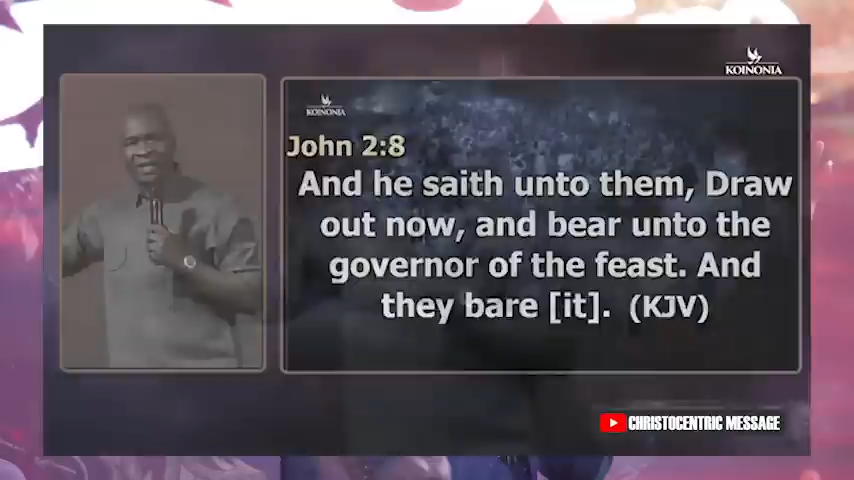 KOINONIA
KOINONIA
John 2:8
And he saith unto them, Draw
out now, and bear unto the
governor of the feast. And
they bare [it]. (KJV)
CHRISTOCENTRIC MESSAGE